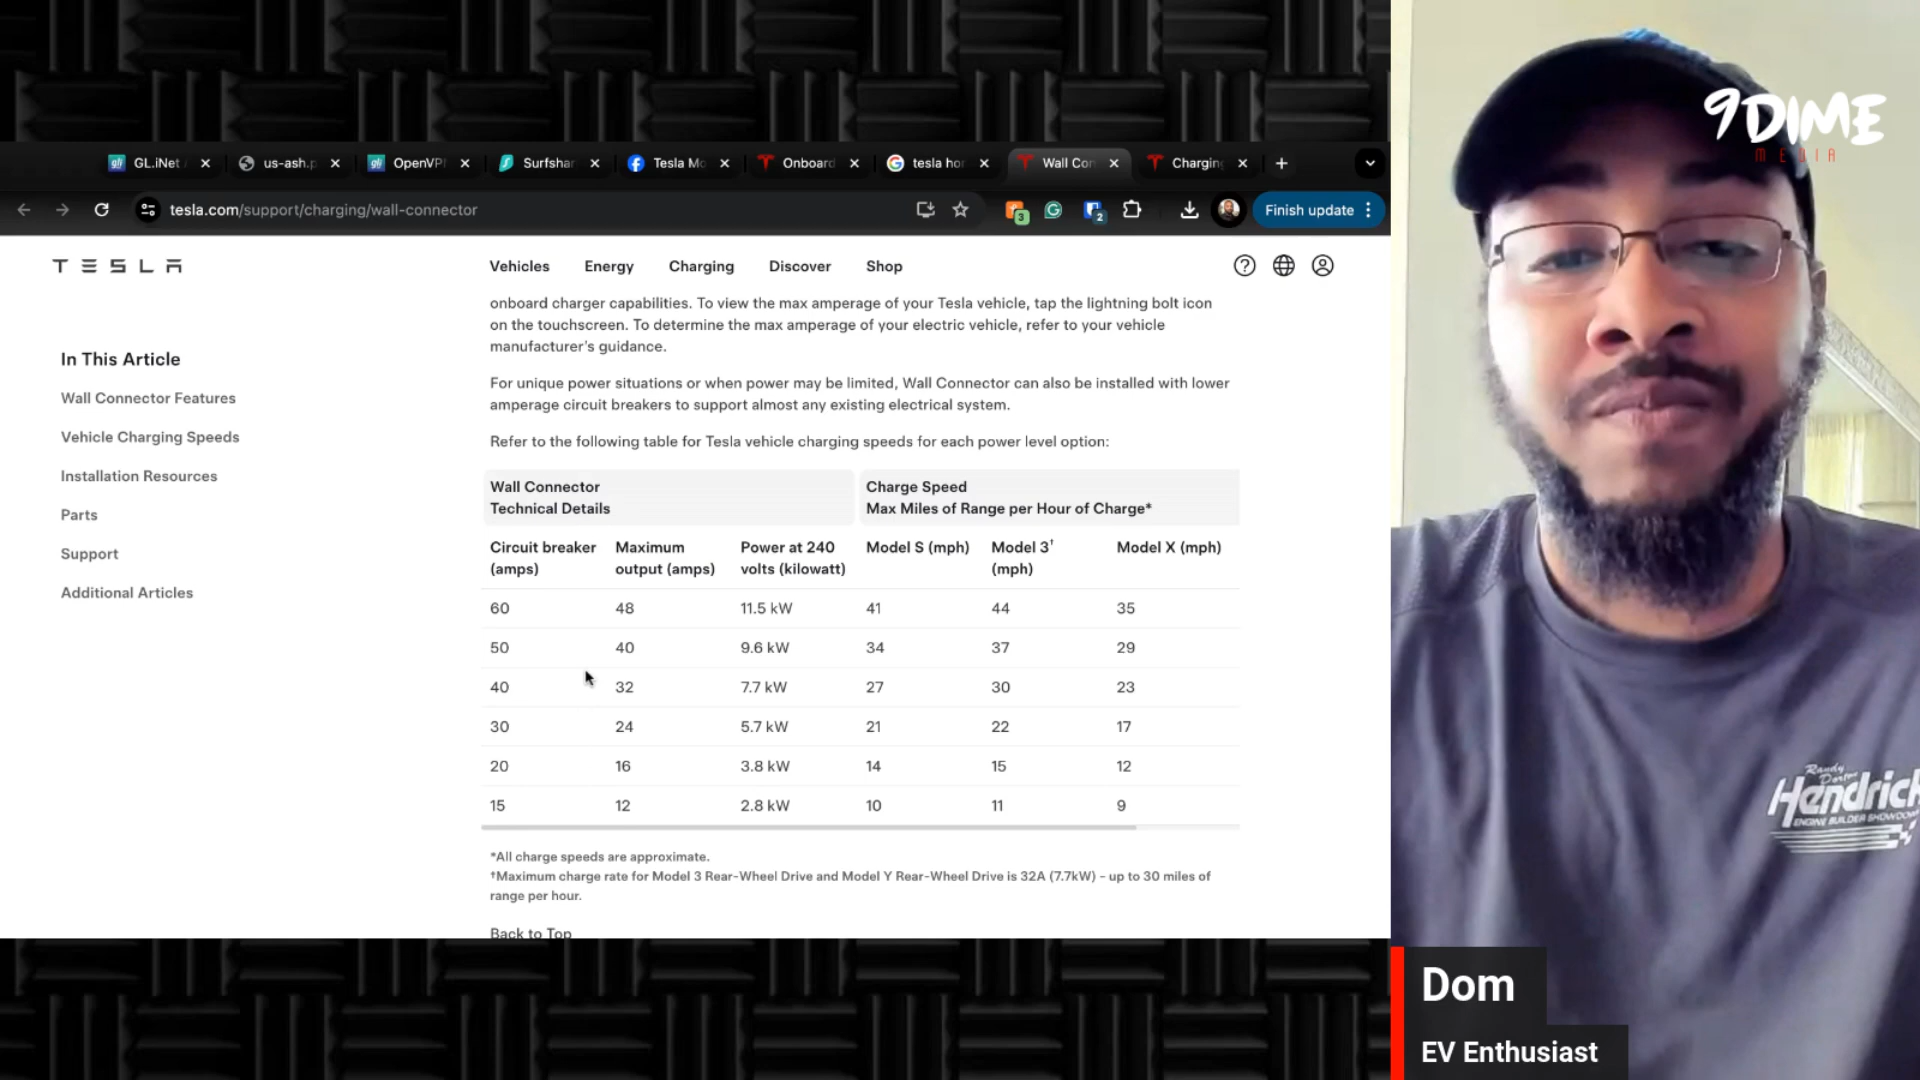 GL.iNet
us-ash.p
OpenVP
Surfshar
Tesla Mo
Onboard
tesla hor
Wall Con
Charging
tesla.com/support/charging/wall-connector
3
2
Finish update
TESLA
Vehicles Energy Charging Discover Shop
onboard charger capabilities. To view the max amperage of your Tesla vehicle, tap the lightning bolt icon
on the touchscreen. To determine the max amperage of your electric vehicle, refer to your vehicle
manufacturer's guidance.
In This Article
Wall Connector Features
Vehicle Charging Speeds
Installation Resources
Parts
Support
Additional Articles
For unique power situations or when power may be limited, Wall Connector can also be installed with lower
amperage circuit breakers to support almost any existing electrical system.
Refer to the following table for Tesla vehicle charging speeds for each power level option:
Wall Connector
Technical Details
Charge Speed
Max Miles of Range per Hour of Charge*
Circuit breaker (amps) Maximum output (amps) Power at 240 volts (kilowatt) Model S (mph) Model 3† (mph) Model X (mph)
60 48 11.5 kW 41 44 35
50 40 9.6 kW 34 37 29
40 32 7.7 kW 27 30 23
30 24 5.7 kW 21 22 17
20 16 3.8 kW 14 15 12
15 12 2.8 kW 10 11 9
*All charge speeds are approximate.
†Maximum charge rate for Model 3 Rear-Wheel Drive and Model Y Rear-Wheel Drive is 32A (7.7kW) - up to 30 miles of
range per hour.
Back to Top
9DIME
MEDIA
Randy
Dorton
Hendrick
ENGINE BUILDER SHOWDOWN
Dom
EV Enthusiast